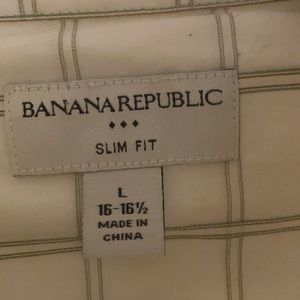 BANANA REPUBLIC
SLIM FIT
L
16-16½
MADE IN
CHINA